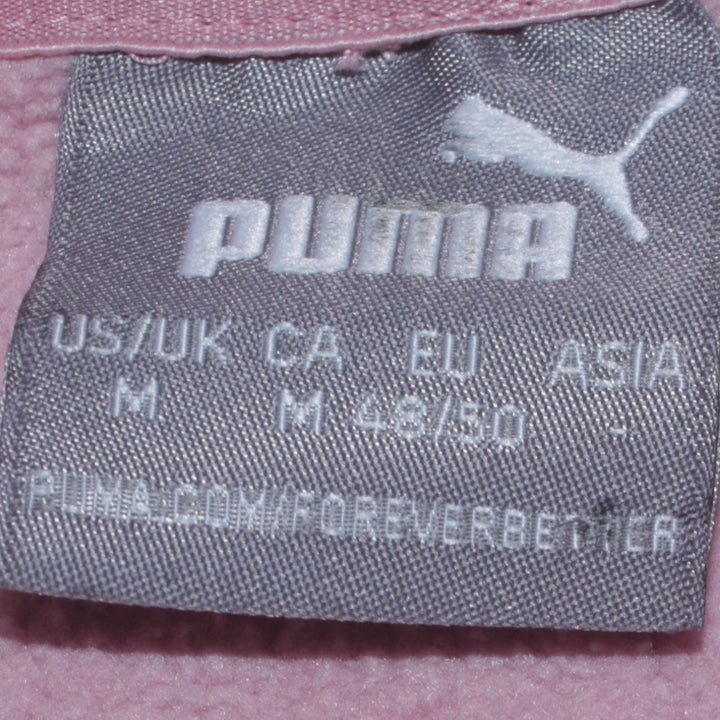 PUMA
US/UK CA EU ASIA
M M 48/50 -
PUMA.COM/FOREVERBETTER